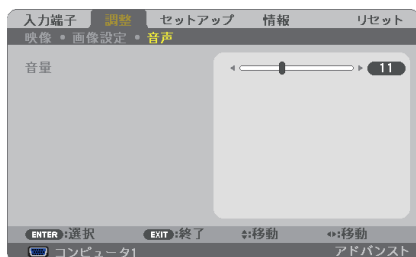 入力端子 調整 セットアップ 情報 リセット
映像 • 画像設定 • 音声
音量 11
ENTER:選択 EXIT:終了 :移動 :移動
コンピュータ1 アドバンスト